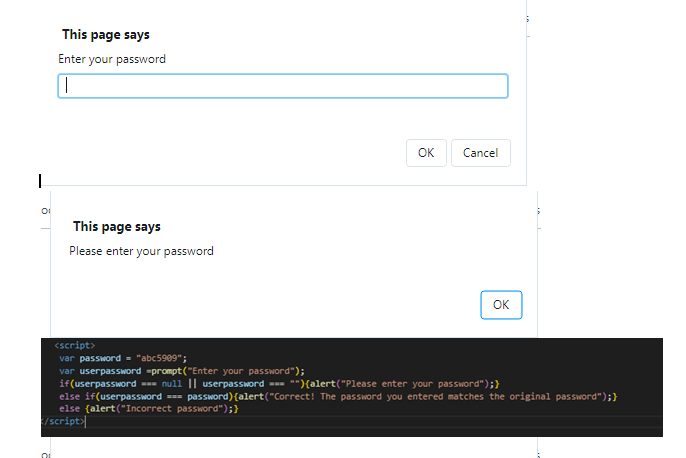 This page says
Enter your password
OK Cancel
This page says
Please enter your password
OK
<script>
var password = "abc5909";
var userpassword =prompt("Enter your password");
if(userpassword === null || userpassword === ""){alert("Please enter your password");}
else if(userpassword === password){alert("Correct! The password you entered matches the original password");}
else {alert("Incorrect password");}
/script>